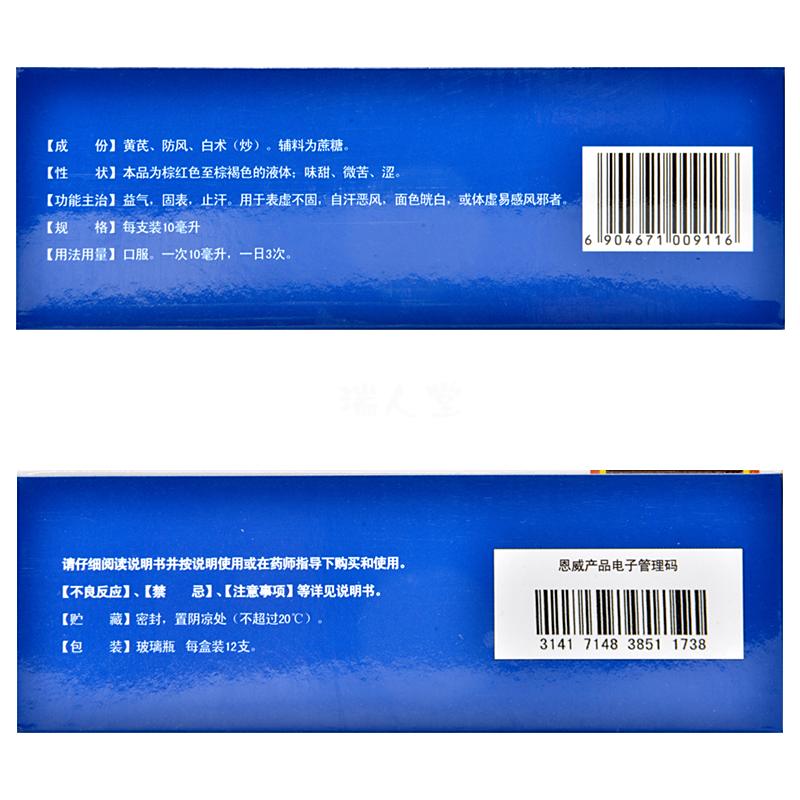 【成　　份】黄芪、防风、白术（炒）。辅料为蔗糖。
【性　　状】本品为棕红色至棕褐色的液体；味甜、微苦、涩。
【功能主治】益气，固表，止汗。用于表虚不固，自汗恶风，面色㿠白，或体虚易感风邪者。
【规　　格】每支装10毫升
【用法用量】口服。一次10毫升，一日3次。
6 904671 009116
瑞人堂
请仔细阅读说明书并按说明使用或在药师指导下购买和使用。
【不良反应】、【禁　　忌】、【注意事项】等详见说明书。
【贮　　藏】密封，置阴凉处（不超过20℃）。
【包　　装】玻璃瓶 每盒装12支。
恩威产品电子管理码
3141 7148 3851 1738